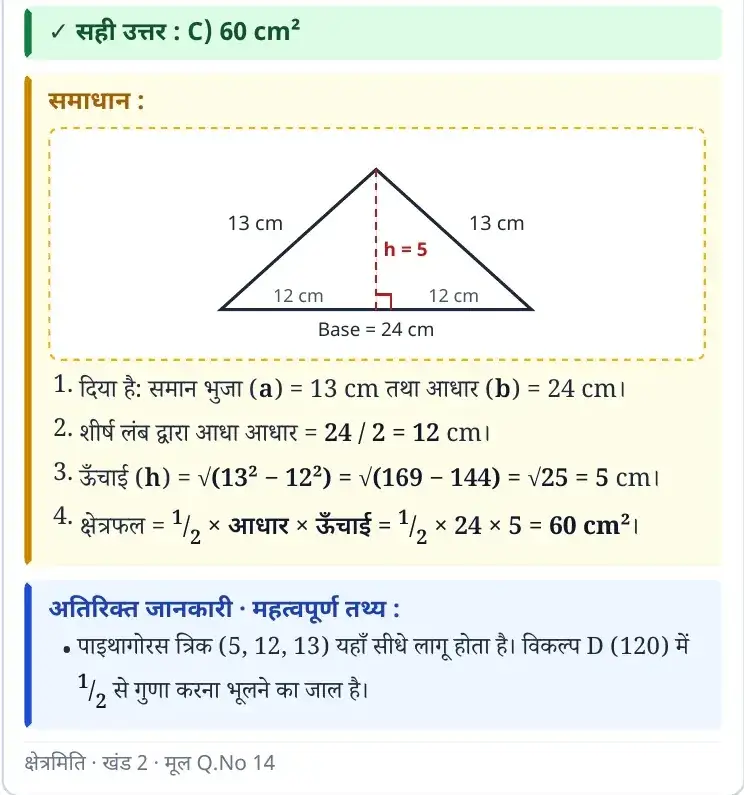 ✓ सही उत्तर : C) 60 cm²
समाधान :
13 cm 13 cm
h = 5
12 cm 12 cm
Base = 24 cm
1. दिया है: समान भुजा (a) = 13 cm तथा आधार (b) = 24 cm।
2. शीर्ष लंब द्वारा आधा आधार = 24 / 2 = 12 cm।
3. ऊँचाई (h) = √(13² − 12²) = √(169 − 144) = √25 = 5 cm।
4. क्षेत्रफल = 1/2 × आधार × ऊँचाई = 1/2 × 24 × 5 = 60 cm²।
अतिरिक्त जानकारी · महत्वपूर्ण तथ्य :
• पाइथागोरस त्रिक (5, 12, 13) यहाँ सीधे लागू होता है। विकल्प D (120) में
1/2 से गुणा करना भूलने का जाल है।
क्षेत्रमिति · खंड 2 · मूल Q.No 14